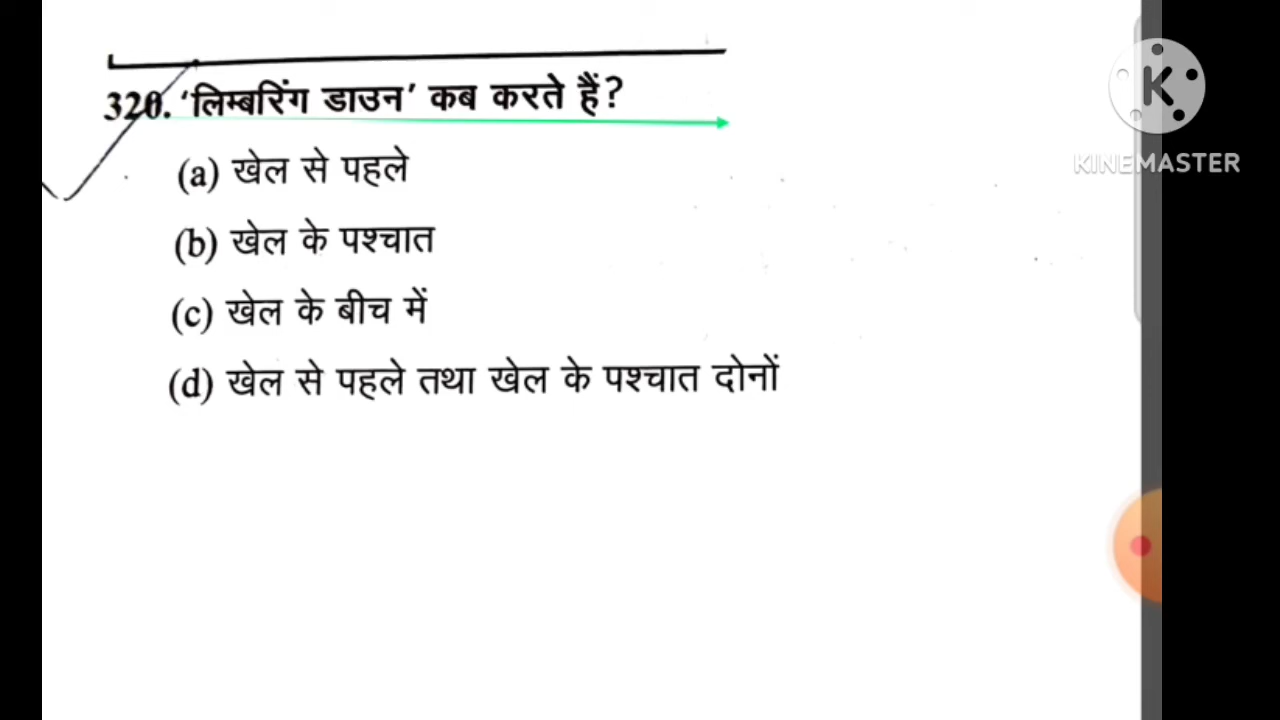 320. ‘लिम्बरिंग डाउन’ कब करते हैं?
(a) खेल से पहले
(b) खेल के पश्चात
(c) खेल के बीच में
(d) खेल से पहले तथा खेल के पश्चात दोनों
K
KINEMASTER